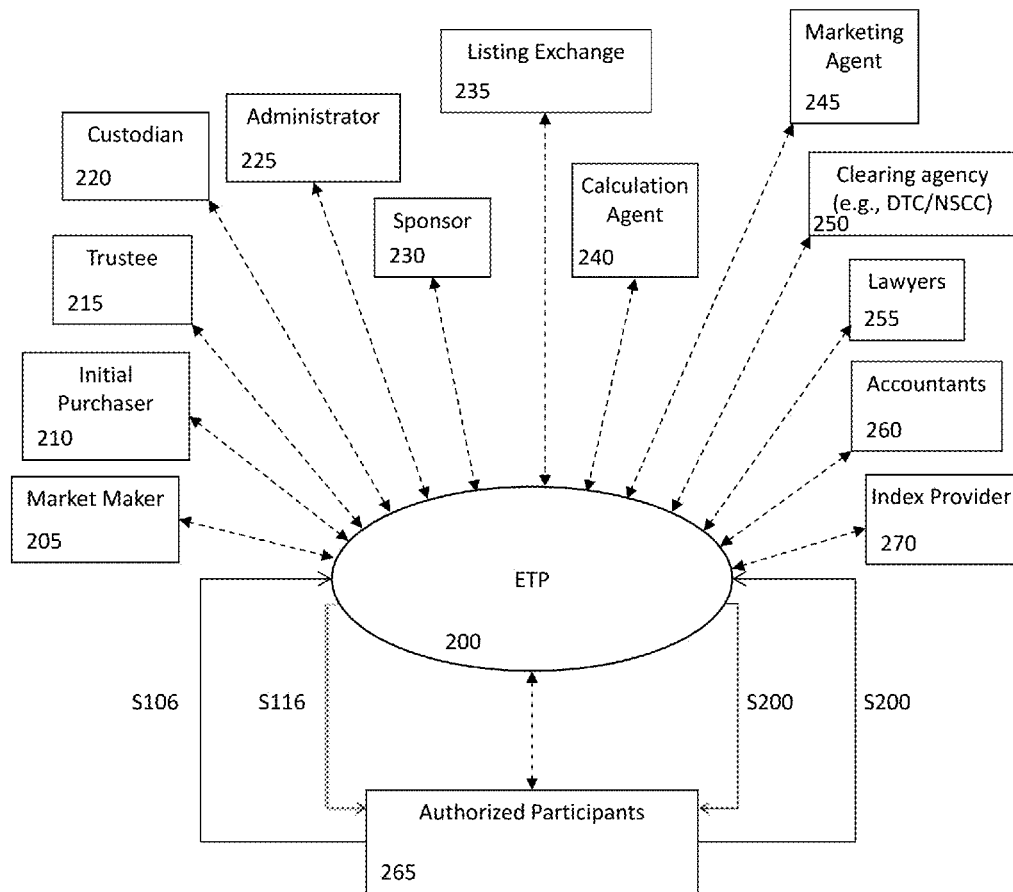 Marketing
Agent
245
Listing Exchange
235
Administrator
225
Custodian
220
Calculation
Agent
240
Clearing agency
(e.g., DTC/NSCC)
250
Sponsor
230
Trustee
215
Lawyers
255
Initial
Purchaser
210
Accountants
260
Market Maker
205
Index Provider
270
ETP
200
S106
S116
S200
S200
Authorized Participants
265